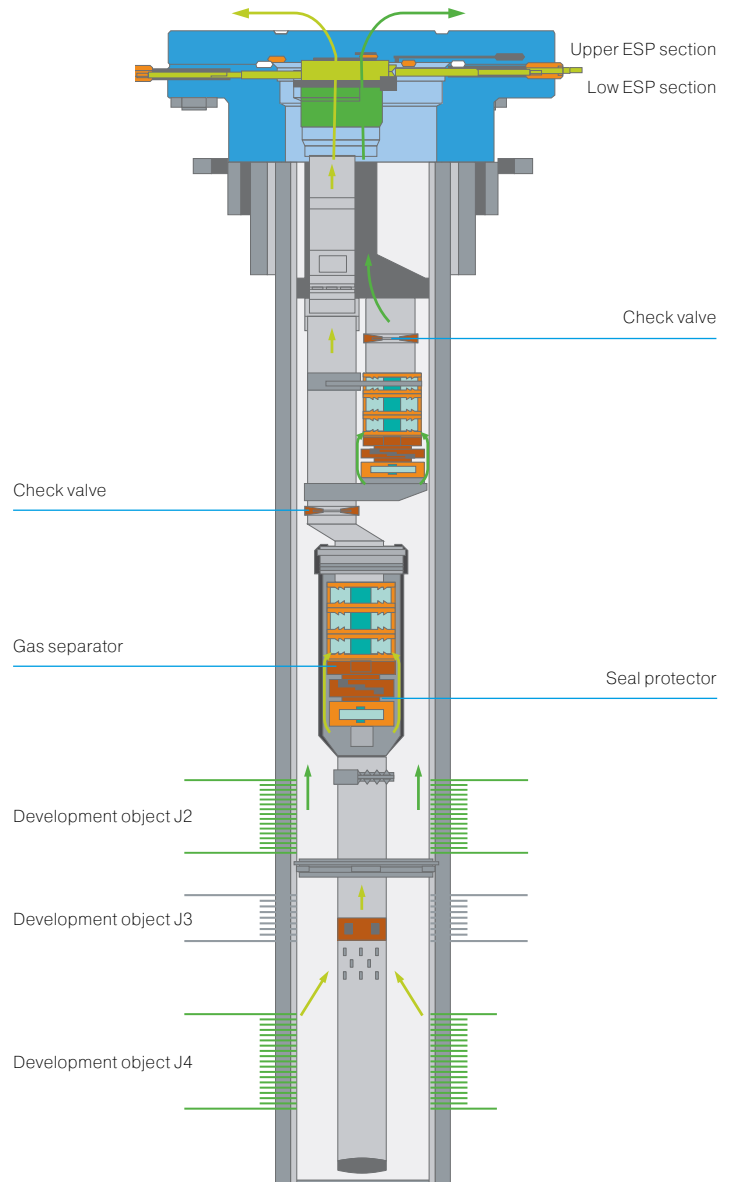 Upper ESP section
Low ESP section
Check valve
Check valve
Gas separator
Seal protector
Development object J2
Development object J3
Development object J4